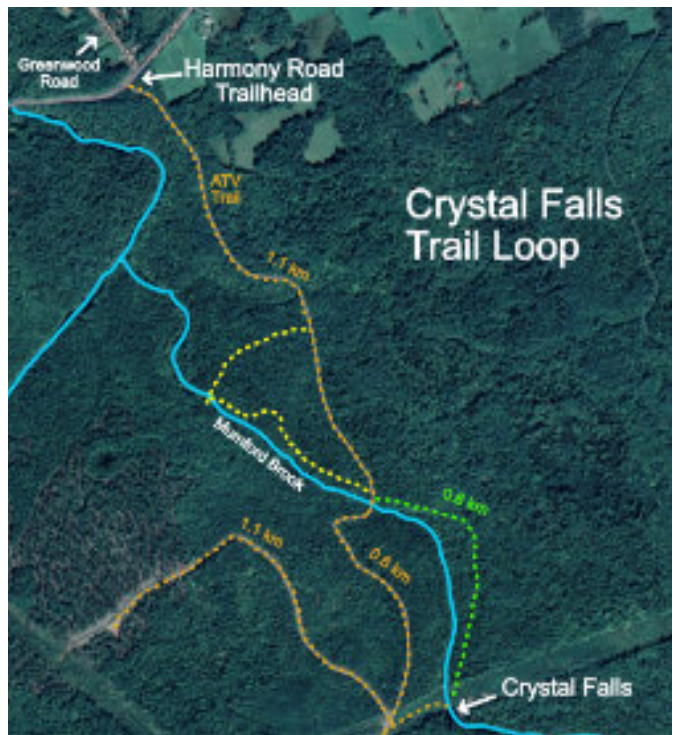 Greenwood
Road
Harmony Road
Trailhead
ATV
Trail
Crystal Falls
Trail Loop
1.1 km
Mumford Brook
0.8 km
1.1 km
0.6 km
Crystal Falls